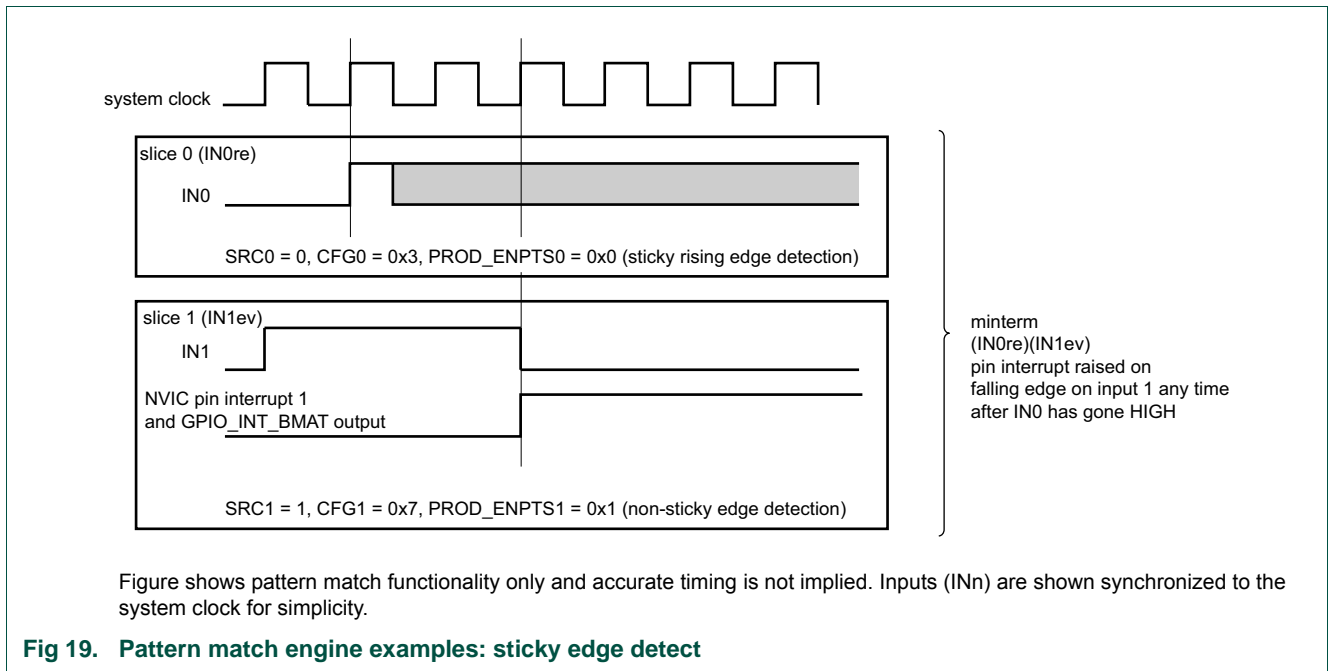 system clock
slice 0 (IN0re)
IN0
SRC0 = 0, CFG0 = 0x3, PROD_ENPTS0 = 0x0 (sticky rising edge detection)
slice 1 (IN1ev)
IN1
NVIC pin interrupt 1
and GPIO_INT_BMAT output
SRC1 = 1, CFG1 = 0x7, PROD_ENPTS1 = 0x1 (non-sticky edge detection)
minterm
(IN0re)(IN1ev)
pin interrupt raised on
falling edge on input 1 any time
after IN0 has gone HIGH
Figure shows pattern match functionality only and accurate timing is not implied. Inputs (INn) are shown synchronized to the
system clock for simplicity.
Fig 19. Pattern match engine examples: sticky edge detect